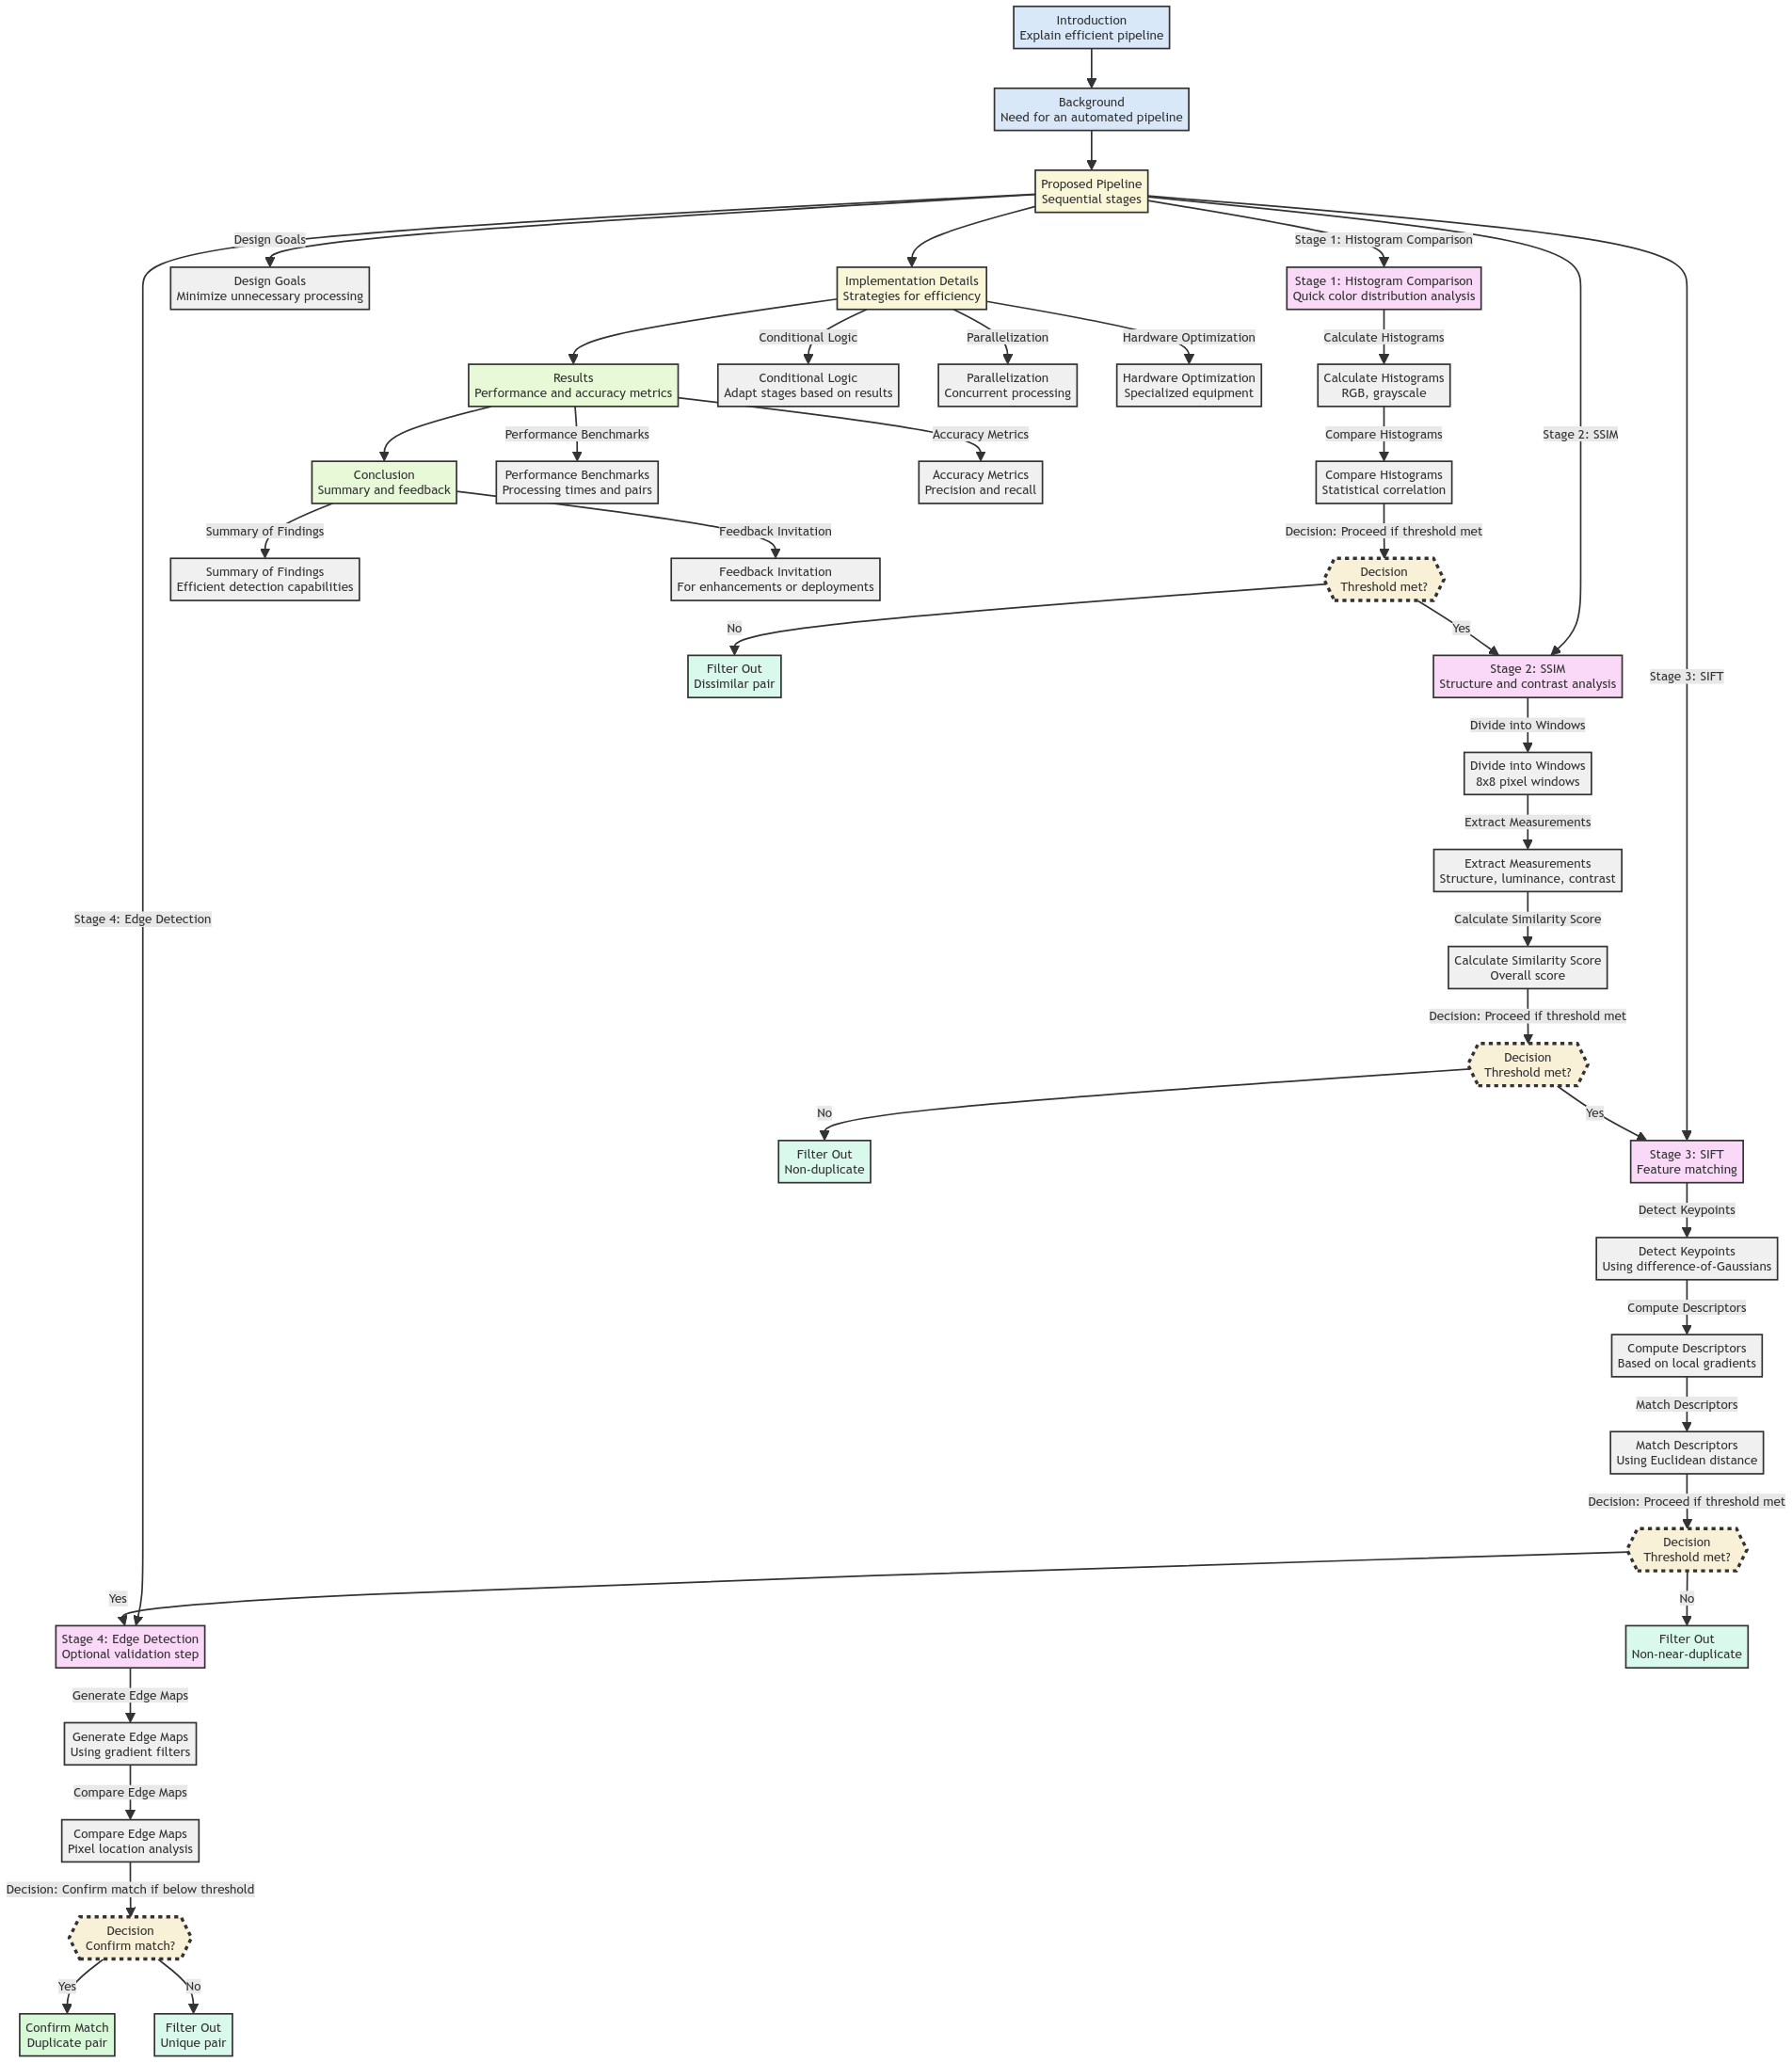 Introduction
Explain efficient pipeline
Background
Need for an automated pipeline
Proposed Pipeline
Sequential stages
Design Goals
Stage 1: Histogram Comparison
Design Goals
Minimize unnecessary processing
Implementation Details
Strategies for efficiency
Stage 1: Histogram Comparison
Quick color distribution analysis
Conditional Logic
Parallelization
Hardware Optimization
Calculate Histograms
Results
Performance and accuracy metrics
Conditional Logic
Adapt stages based on results
Parallelization
Concurrent processing
Hardware Optimization
Specialized equipment
Calculate Histograms
RGB, grayscale
Performance Benchmarks
Accuracy Metrics
Compare Histograms
Stage 2: SSIM
Conclusion
Summary and feedback
Performance Benchmarks
Processing times and pairs
Accuracy Metrics
Precision and recall
Compare Histograms
Statistical correlation
Summary of Findings
Feedback Invitation
Decision: Proceed if threshold met
Summary of Findings
Efficient detection capabilities
Feedback Invitation
For enhancements or deployments
Decision
Threshold met?
No
Yes
Filter Out
Dissimilar pair
Stage 2: SSIM
Structure and contrast analysis
Stage 3: SIFT
Divide into Windows
Divide into Windows
8x8 pixel windows
Extract Measurements
Extract Measurements
Structure, luminance, contrast
Stage 4: Edge Detection
Calculate Similarity Score
Calculate Similarity Score
Overall score
Decision: Proceed if threshold met
Decision
Threshold met?
No
Yes
Filter Out
Non-duplicate
Stage 3: SIFT
Feature matching
Detect Keypoints
Detect Keypoints
Using difference-of-Gaussians
Compute Descriptors
Compute Descriptors
Based on local gradients
Match Descriptors
Match Descriptors
Using Euclidean distance
Decision: Proceed if threshold met
Decision
Threshold met?
Yes
No
Stage 4: Edge Detection
Optional validation step
Filter Out
Non-near-duplicate
Generate Edge Maps
Generate Edge Maps
Using gradient filters
Compare Edge Maps
Compare Edge Maps
Pixel location analysis
Decision: Confirm match if below threshold
Decision
Confirm match?
Yes
No
Confirm Match
Duplicate pair
Filter Out
Unique pair